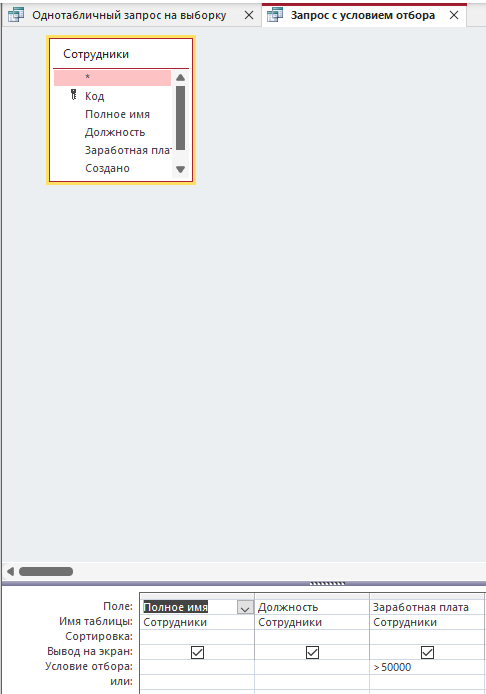 Однотабличный запрос на выборку Запрос с условием отбора
Сотрудники
*
Код
Полное имя
Должность
Заработная плат
Создано
Поле: Полное имя Должность Заработная плата
Имя таблицы: Сотрудники Сотрудники Сотрудники
Сортировка:
Вывод на экран:
Условие отбора: >50000
или: